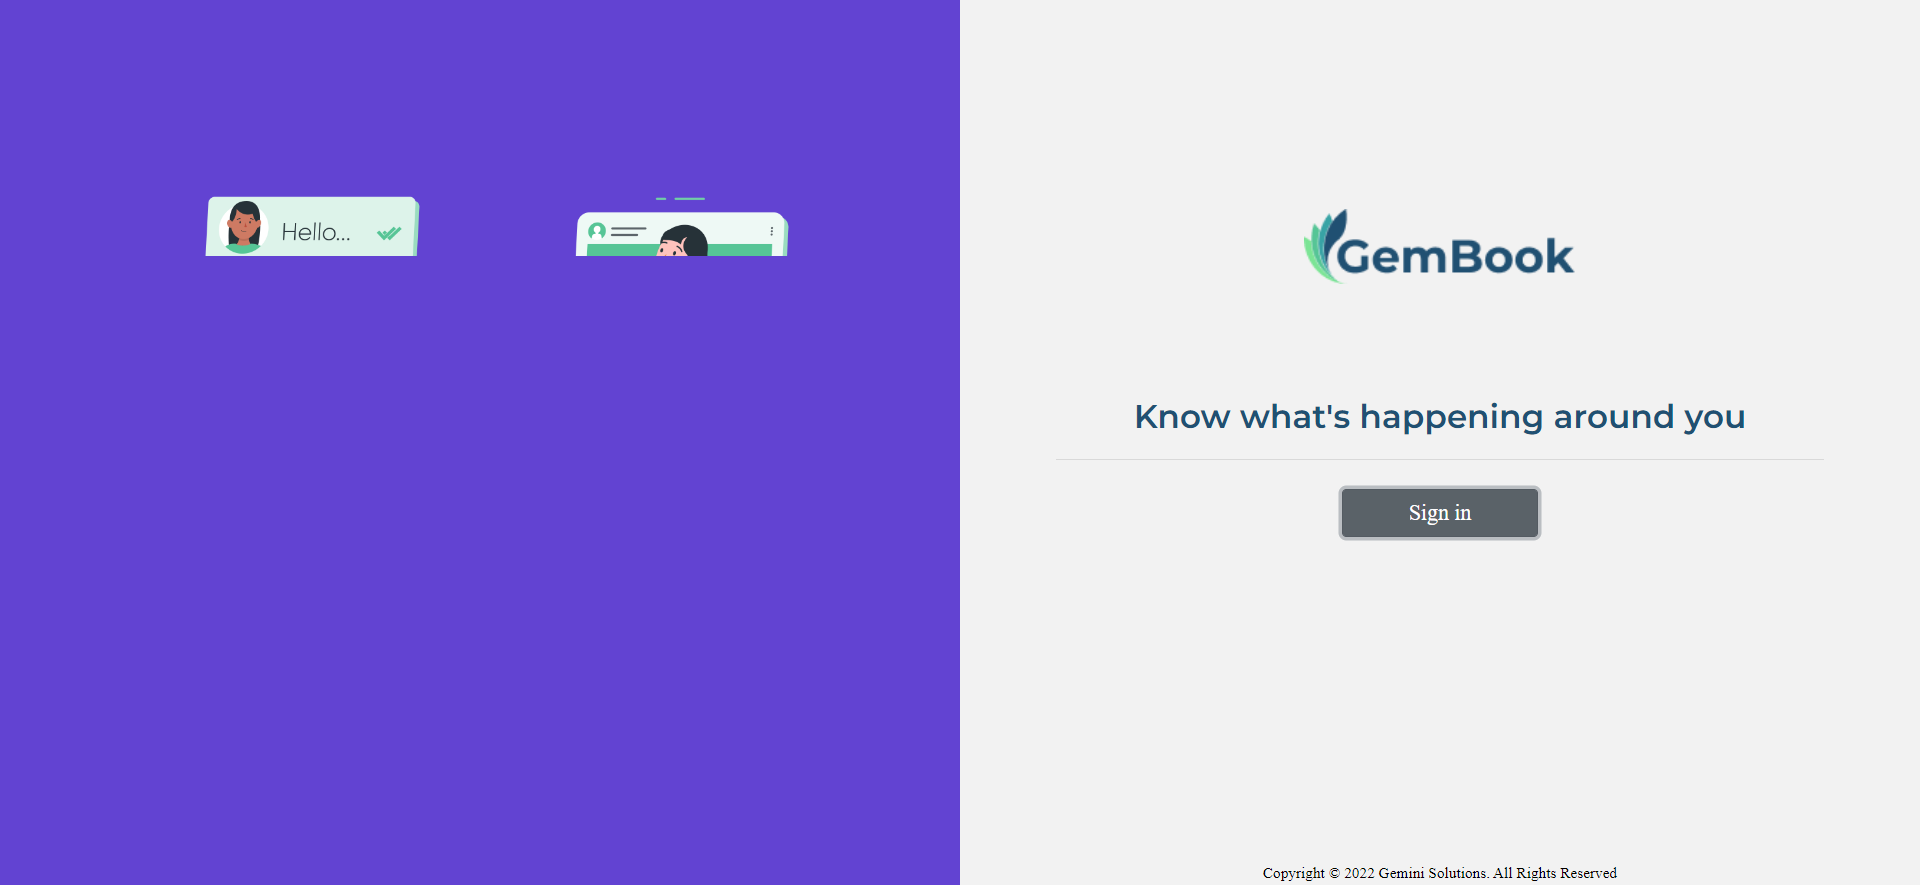 Hello...
GemBook
Know what's happening around you
Sign in
Copyright © 2022 Gemini Solutions. All Rights Reserved